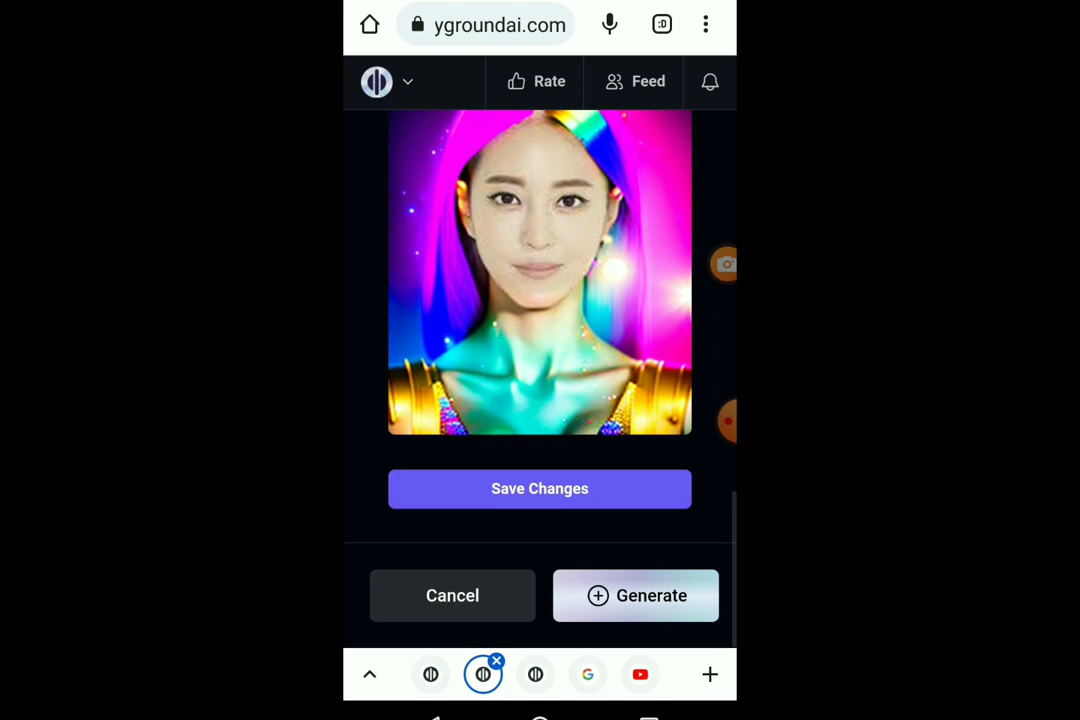 ygroundai.com
:D
Rate
Feed
Save Changes
Cancel
Generate
G